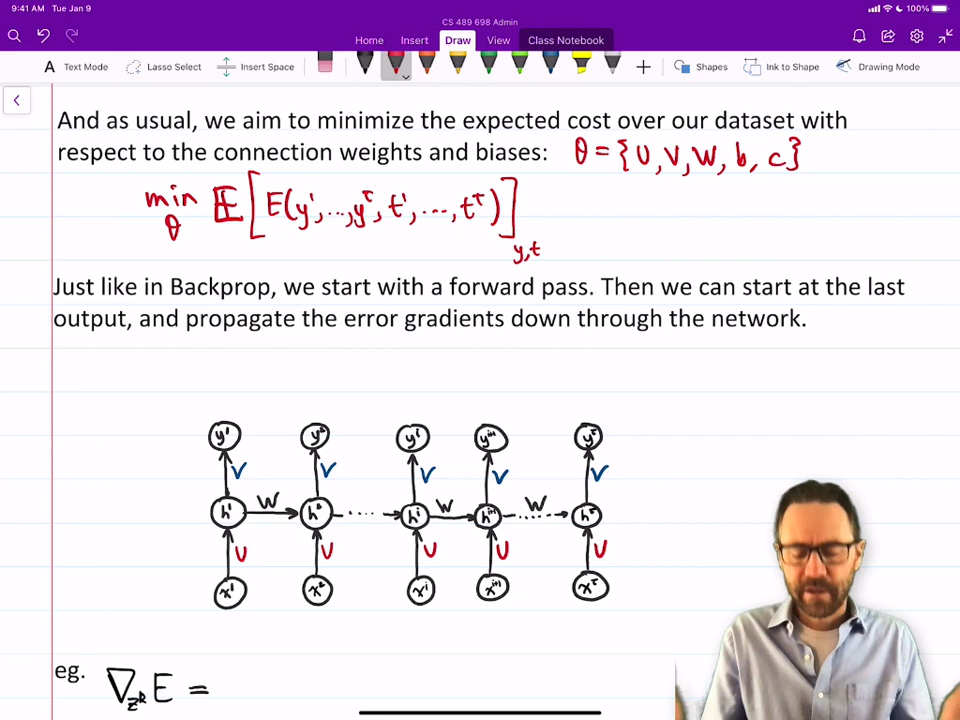 9:41 AM Tue Jan 9
100%
CS 489 698 Admin
Home Insert Draw View Class Notebook
A Text Mode Lasso Select Insert Space Shapes Ink to Shape Drawing Mode
And as usual, we aim to minimize the expected cost over our dataset with
respect to the connection weights and biases: θ = {U, V, W, b, c}
min θ 𝔼[E(y¹,...,y^τ, t¹,...,t^τ)] y,t
Just like in Backprop, we start with a forward pass. Then we can start at the last
output, and propagate the error gradients down through the network.
y¹ y² yⁱ yⁱ⁺¹ y^τ
V V V V V
W W W
h¹ h² .... hⁱ hⁱ⁺¹ ...... h^τ
U U U U U
x¹ x² xⁱ xⁱ⁺¹ x^τ
eg. ∇_{z^k} E =